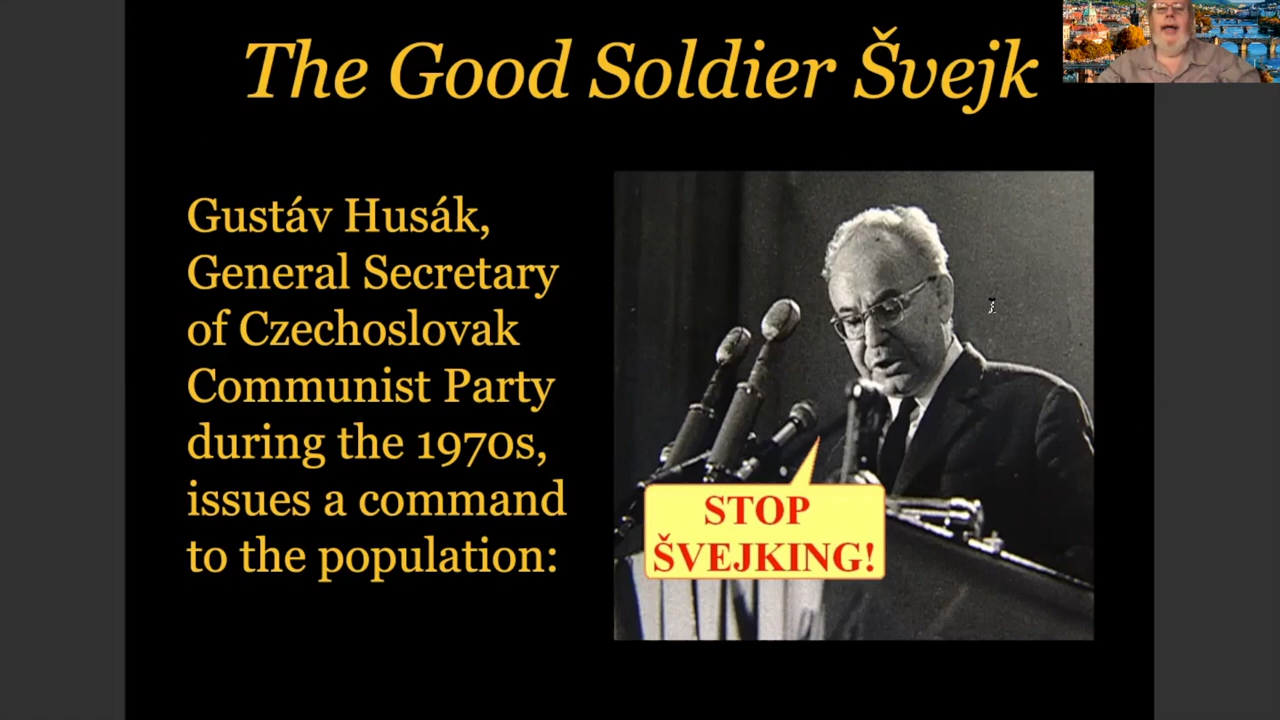 The Good Soldier Švejk
Gustáv Husák,
General Secretary
of Czechoslovak
Communist Party
during the 1970s,
issues a command
to the population:
STOP
ŠVEJKING!